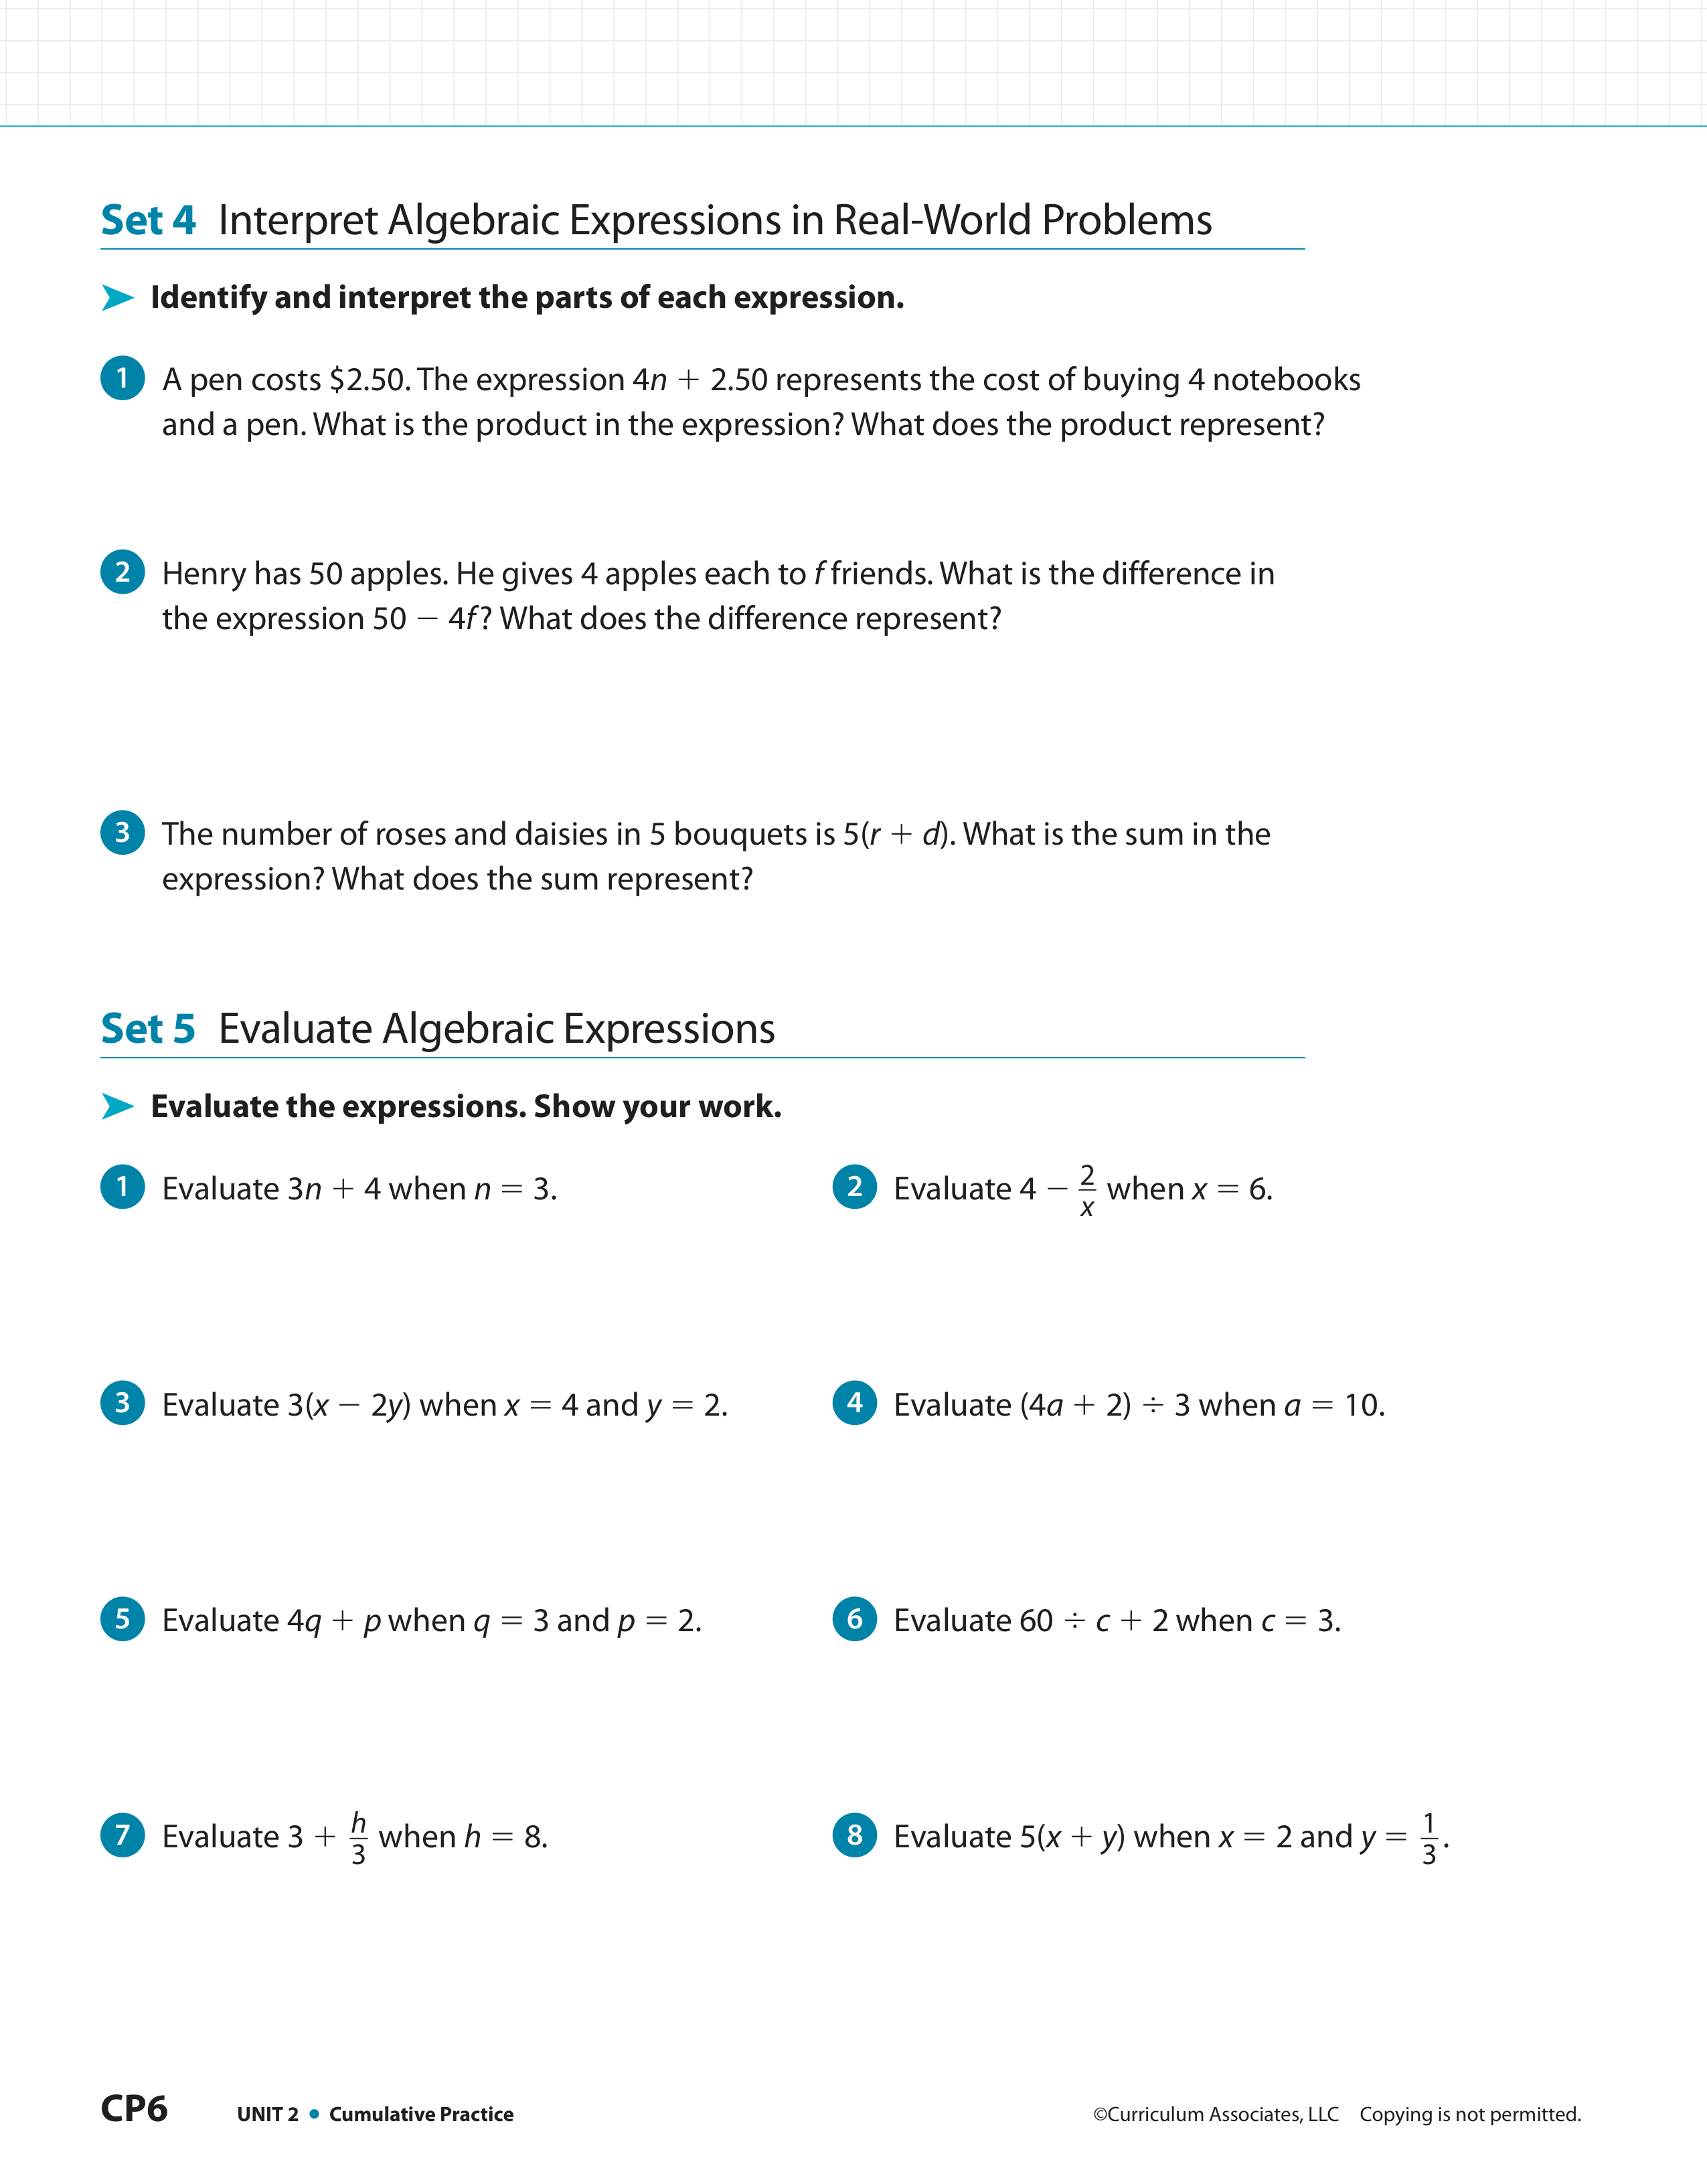 Set 4 Interpret Algebraic Expressions in Real-World Problems
➤ Identify and interpret the parts of each expression.
1 A pen costs $2.50. The expression 4n + 2.50 represents the cost of buying 4 notebooks
and a pen. What is the product in the expression? What does the product represent?
2 Henry has 50 apples. He gives 4 apples each to f friends. What is the difference in
the expression 50 − 4f? What does the difference represent?
3 The number of roses and daisies in 5 bouquets is 5(r + d). What is the sum in the
expression? What does the sum represent?
Set 5 Evaluate Algebraic Expressions
➤ Evaluate the expressions. Show your work.
1 Evaluate 3n + 4 when n = 3.
2 Evaluate 4 − 2/x when x = 6.
3 Evaluate 3(x − 2y) when x = 4 and y = 2.
4 Evaluate (4a + 2) ÷ 3 when a = 10.
5 Evaluate 4q + p when q = 3 and p = 2.
6 Evaluate 60 ÷ c + 2 when c = 3.
7 Evaluate 3 + h/3 when h = 8.
8 Evaluate 5(x + y) when x = 2 and y = 1/3.
CP6 UNIT 2 • Cumulative Practice ©Curriculum Associates, LLC Copying is not permitted.